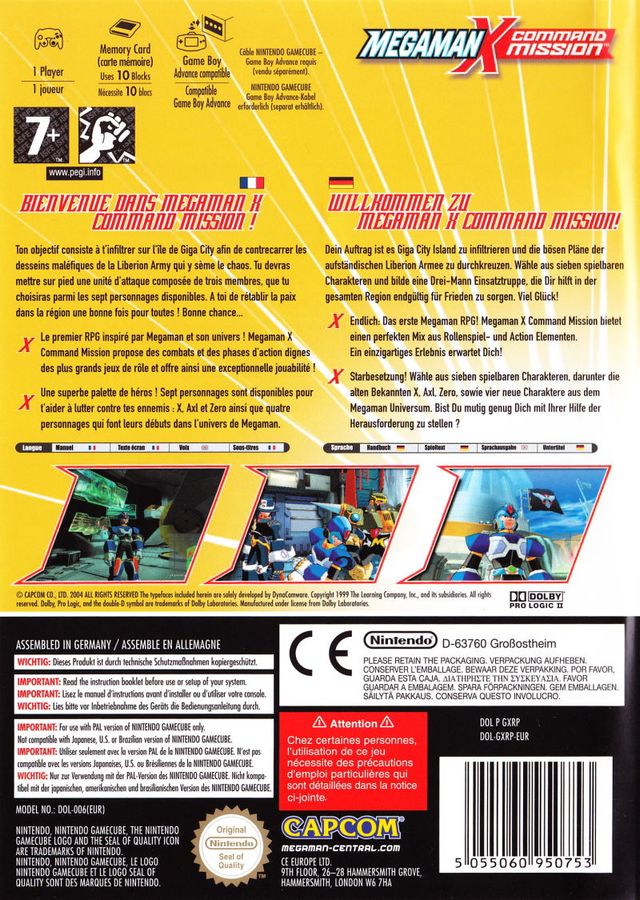 1 Player
1 joueur
Memory Card
(carte mémoire)
Uses 10 Blocks
Nécessite 10 blocs
Game Boy
Advance compatible
Compatible
Game Boy Advance
Câble NINTENDO GAMECUBE –
Game Boy Advance requis
(vendu séparement).
NINTENDO GAMECUBE
Game Boy Advance-Kabel
erforderlich (separat erhältlich).
MEGAMAN X COMMAND
MISSION™
7+
www.pegi.info
BIENVENUE DANS MEGAMAN X
COMMAND MISSION !
Ton objectif consiste à t'infiltrer sur l'île de Giga City afin de contrecarrer les
desseins maléfiques de la Liberion Army qui y sème le chaos. Tu devras
mettre sur pied une unité d'attaque composée de trois membres, que tu
choisiras parmi les sept personnages disponibles. A toi de rétablir la paix
dans la région une bonne fois pour toutes ! Bonne chance...
X Le premier RPG inspiré par Megaman et son univers ! Megaman X
Command Mission propose des combats et des phases d'action dignes
des plus grands jeux de rôle et offre ainsi une exceptionnelle jouabilité !
X Une superbe palette de héros ! Sept personnages sont disponibles pour
t'aider à lutter contre tes ennemis : X, Axl et Zero ainsi que quatre
personnages qui font leurs débuts dans l'univers de Megaman.
Langue Manuel Texte écran Voix Sous-titres
WILLKOMMEN ZU
MEGAMAN X COMMAND MISSION!
Dein Auftrag ist es Giga City Island zu infiltrieren und die bösen Pläne der
aufständischen Liberion Armee zu durchkreuzen. Wähle aus sieben spielbaren
Charakteren und bilde eine Drei-Mann Einsatztruppe, die Dir hilft in der
gesamten Region endgültig für Frieden zu sorgen. Viel Glück!
X Endlich: Das erste Megaman RPG! Megaman X Command Mission bietet
einen perfekten Mix aus Rollenspiel- und Action Elementen.
Ein einzigartiges Erlebnis erwartet Dich!
X Starbesetzung! Wähle aus sieben spielbaren Charakteren, darunter die
alten Bekannten X, Axl, Zero, sowie vier neue Charaktere aus dem
Megaman Universum. Bist Du mutig genug Dich mit Ihrer Hilfe der
Herausforderung zu stellen ?
Sprache Handbuch Spieltext Sprachausgabe Untertitel
© CAPCOM CO., LTD. 2004 ALL RIGHTS RESERVED The typefaces included herein are solely developed by DynaComware. Copyright 1999 The Learning Company, Inc., and its subsidiaries. All rights
reserved. Dolby, Pro Logic, and the double-D symbol are trademarks of Dolby Laboratories. Manufactured under license from Dolby Laboratories.
DOLBY
PRO LOGIC II
ASSEMBLED IN GERMANY / ASSEMBLE EN ALLEMAGNE
WICHTIG: Dieses Produkt ist durch technische Schutzmaßnahmen kopiergeschützt.
IMPORTANT: Read the instruction booklet before use or setup of your system.
IMPORTANT: Lisez le manuel d'instructions avant d'installer ou d'utiliser votre console.
WICHTIG: Lies bitte vor Inbetriebnahme des Geräts die Bedienungsanleitung durch.
IMPORTANT: For use with PAL version of NINTENDO GAMECUBE only.
Not compatible with Japanese, U.S. or Brazilian version of NINTENDO GAMECUBE.
IMPORTANT: Utiliser seulement avec la version PAL de la NINTENDO GAMECUBE. N'est pas
compatible avec les versions Japonaises, U.S. ou Brésiliennes de la NINTENDO GAMECUBE.
WICHTIG: Nur zur Verwendung mit der PAL-Version des NINTENDO GAMECUBE. Nicht kompa-
tibel mit der japanischen, amerikanischen und brasilianischen Version des NINTENDO GAMECUBE.
MODEL NO.: DOL-006(EUR)
NINTENDO, NINTENDO GAMECUBE, THE NINTENDO
GAMECUBE LOGO AND THE SEAL OF QUALITY ICON
ARE TRADEMARKS OF NINTENDO.
NINTENDO, NINTENDO GAMECUBE, LE LOGO
NINTENDO GAMECUBE ET LE LOGO SEAL OF
QUALITY SONT DES MARQUES DE NINTENDO.
Original
Nintendo
Seal of
Quality
CE Nintendo D-63760 Großostheim
PLEASE RETAIN THE PACKAGING. VERPACKUNG AUFHEBEN.
CONSERVER L'EMBALLAGE. BEWAAR DEZE VERPAKKING. POR FAVOR,
GUARDA ESTA CAJA. ΔΙΑΤΗΡΗΣΤΕ ΤΗΝ ΣΥΣΚΕΥΑΣΙΑ. FAVOR
GUARDAR A EMBALAGEM. SPARA FÖRPACKNINGEN. GEM EMBALLAGEN.
SÄILYTÄ PAKKAUS. CONSERVA QUESTO INVOLUCRO.
Attention
Chez certaines personnes,
l'utilisation de ce jeu
nécessite des précautions
d'emploi particulières qui
sont détaillées dans la notice
ci-jointe.
CAPCOM
MEGAMAN-CENTRAL.COM
CE EUROPE LTD.
9TH FLOOR, 26–28 HAMMERSMITH GROVE,
HAMMERSMITH, LONDON W6 7HA
DOL P GXRP
DOL-GXRP-EUR
5 055060 950753